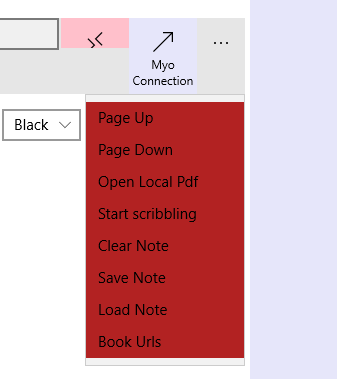 Myo
Connection
Black
Page Up
Page Down
Open Local Pdf
Start scribbling
Clear Note
Save Note
Load Note
Book Urls